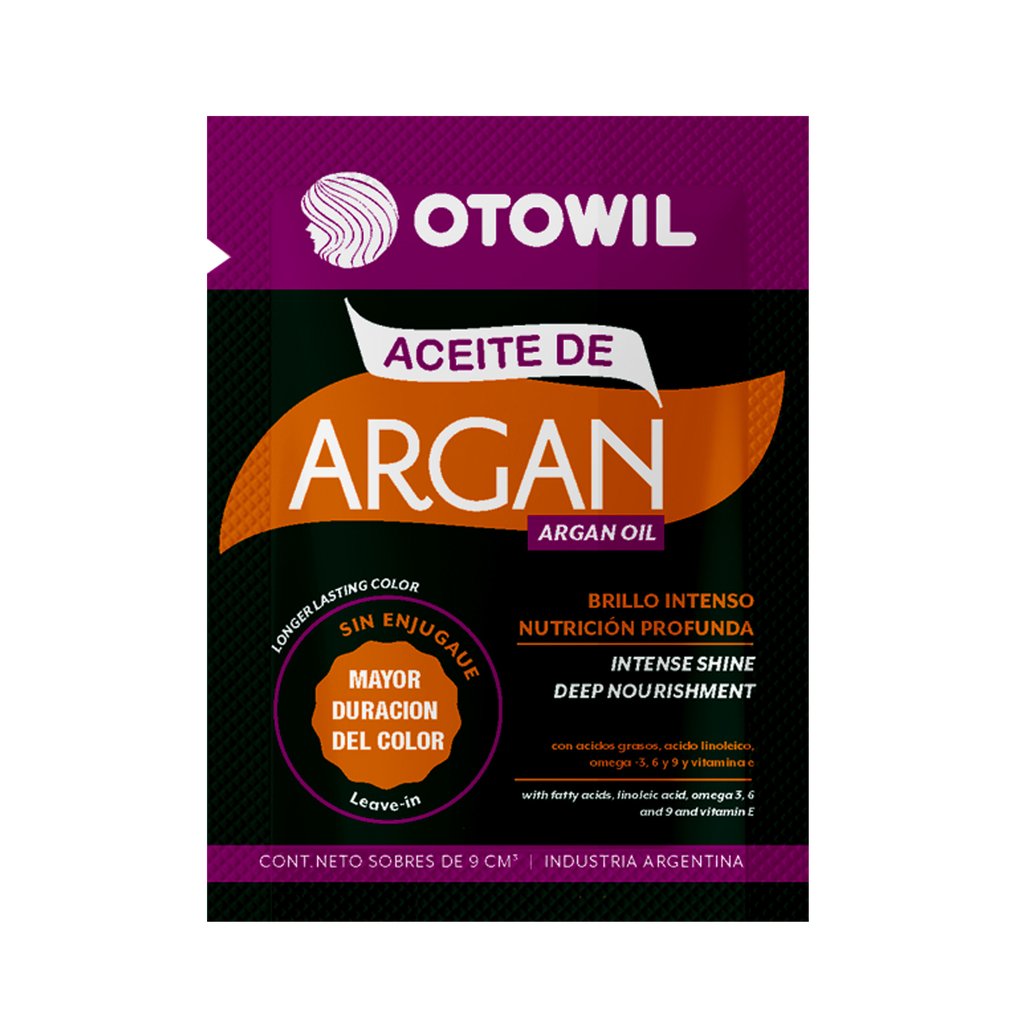 OTOWIL
ACEITE DE
ARGAN
ARGAN OIL
LONGER LASTING COLOR
SIN ENJUGAUE
MAYOR
DURACION
DEL COLOR
Leave-in
BRILLO INTENSO
NUTRICIÓN PROFUNDA
INTENSE SHINE
DEEP NOURISHMENT
con acidos grasos, acido linoleico,
omega -3, 6 y 9 y vitamina e
with fatty acids, linoleic acid, omega 3, 6
and 9 and vitamin E
CONT.NETO SOBRES DE 9 CM³ | INDUSTRIA ARGENTINA